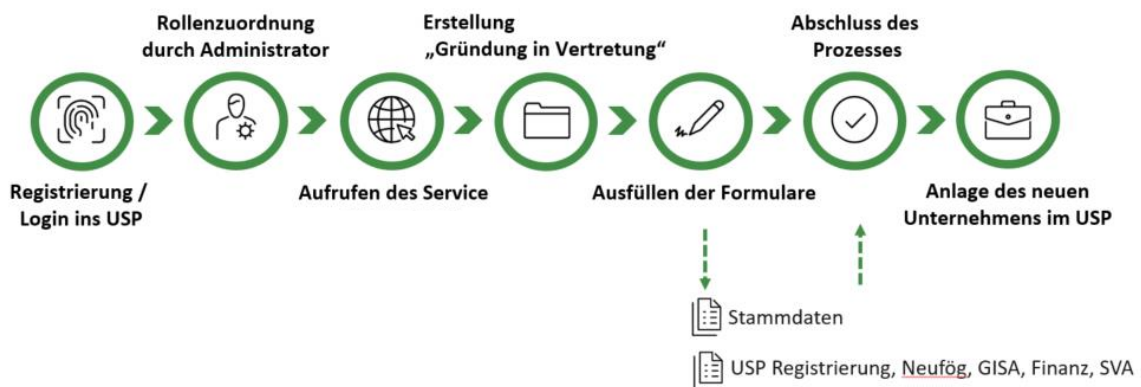 Rollenzuordnung
durch Administrator
Erstellung
„Gründung in Vertretung“
Abschluss des
Prozesses
Registrierung /
Login ins USP
Aufrufen des Service
Ausfüllen der Formulare
Anlage des neuen
Unternehmens im USP
Stammdaten
USP Registrierung, Neufög, GISA, Finanz, SVA